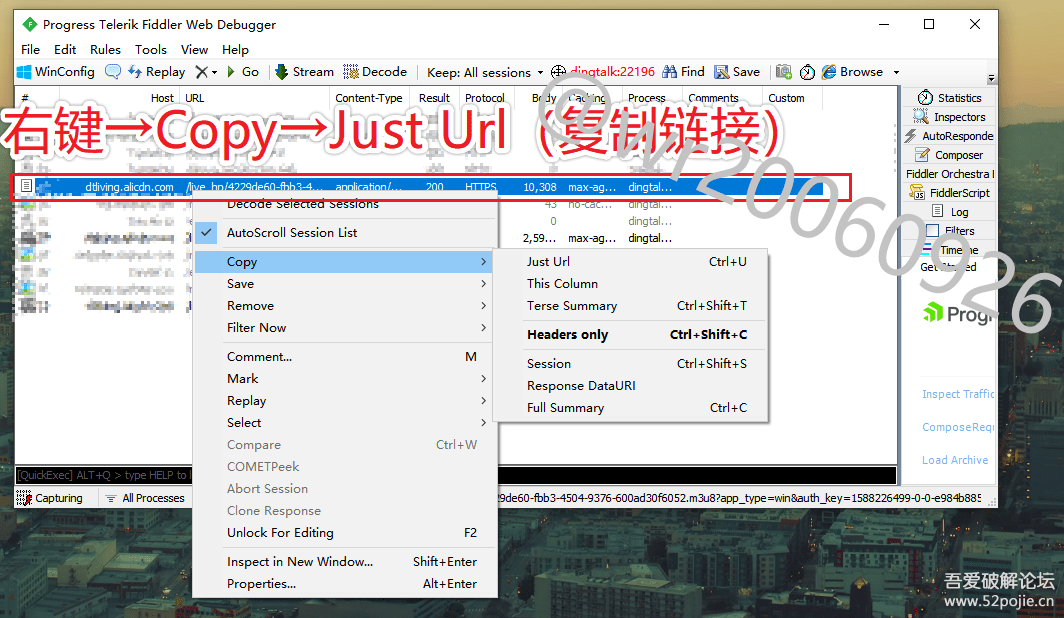 Progress Telerik Fiddler Web Debugger
File Edit Rules Tools View Help
WinConfig Replay Go Stream Decode Keep: All sessions dingtalk:22196 Find Save Browse
# Host URL Content-Type Result Protocol Body Caching Process Comments Custom
右键→Copy→Just Url（复制链接）
@wr20060926
dtliving.alicdn.com /live_hp/4229de60-fbb3-4... application/... 200 HTTPS 10,308 max-ag... dingtal...
43 no-cac... dingtal...
0 dingtal...
2,59... max-ag... dingtal...
Decode Selected Sessions
AutoScroll Session List
Copy
Save
Remove
Filter Now
Comment... M
Mark
Replay
Select
Compare Ctrl+W
COMETPeek
Abort Session
Clone Response
Unlock For Editing F2
Inspect in New Window... Shift+Enter
Properties... Alt+Enter
Just Url Ctrl+U
This Column
Terse Summary Ctrl+Shift+T
Headers only Ctrl+Shift+C
Session Ctrl+Shift+S
Response DataURI
Full Summary Ctrl+C
Statistics
Inspectors
AutoResponde
Composer
Fiddler Orchestra
FiddlerScript
Log
Filters
Timeline
Get Started
Progr
Inspect Traffic
Compose Requ
Load Archive
[QuickExec] ALT+Q > type HELP to
Capturing All Processes
29de60-fbb3-4504-9376-600ad30f6052.m3u8?app_type=win&auth_key=1588226499-0-0-e984b885
吾爱破解论坛
www.52pojie.cn